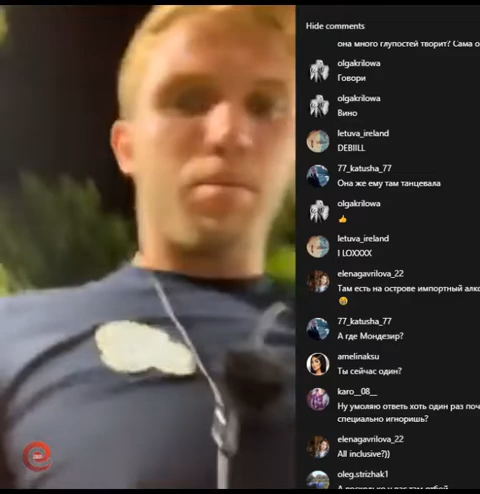 Hide comments
она много глупостей творит? Сама
olgakrilowa
Говори
olgakrilowa
Вино
letuva_ireland
DEBIILL
77_katusha_77
Она же ему там танцевала
olgakrilowa
👍
letuva_ireland
I LOXXXX
elenagavrilova_22
Там есть на острове импортный
77_katusha_77
А где Мондезир?
amelinaksu
Ты сейчас один?
karo__08__
Ну умоляю ответь хоть один раз
специально игноришь?
elenagavrilova_22
All inclusive?))
oleg.strizhak1